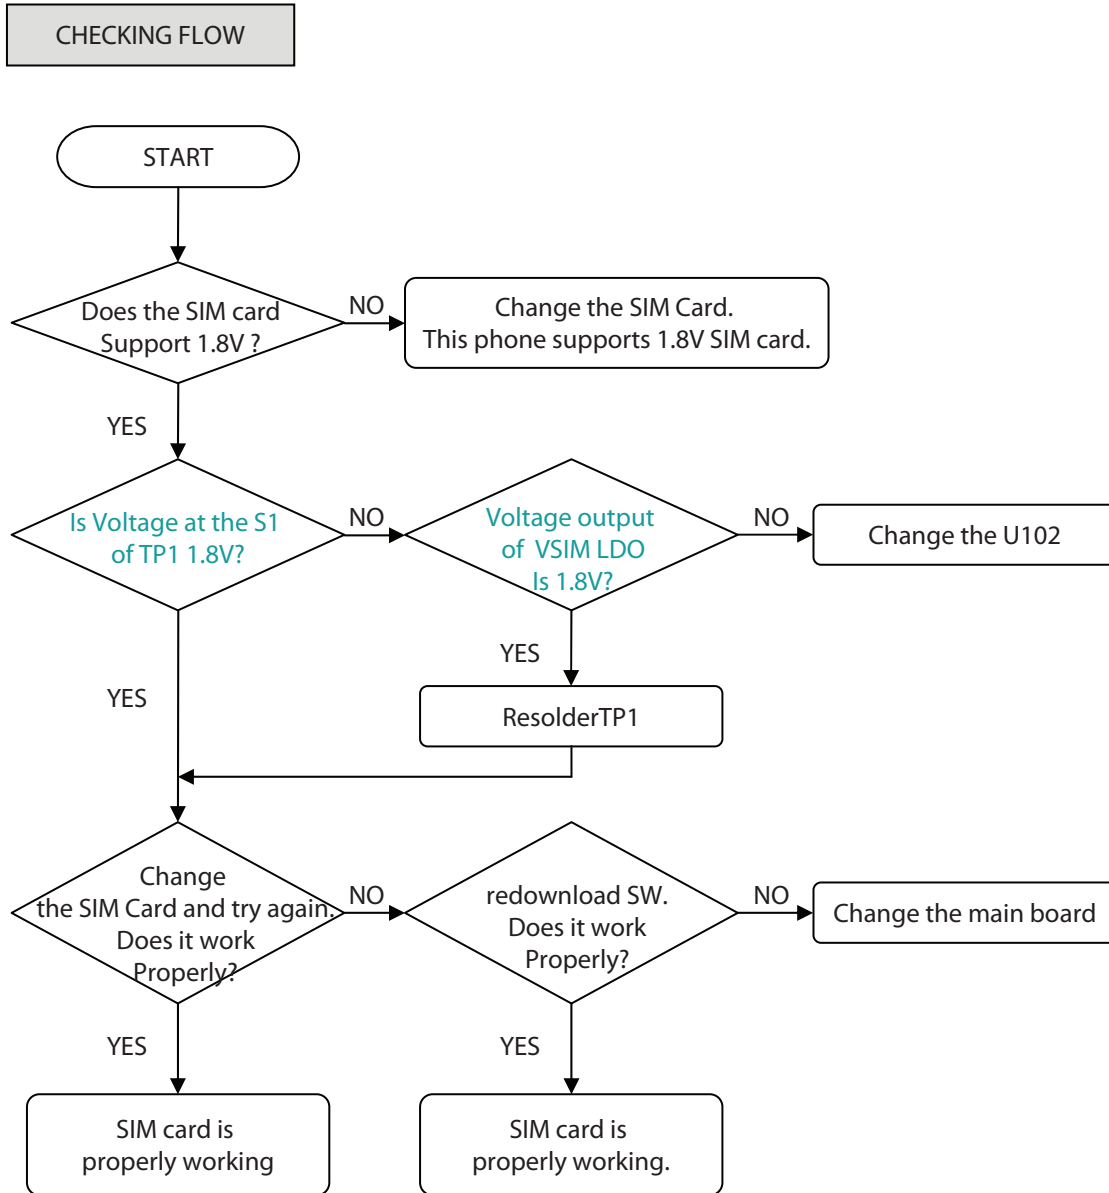 CHECKING FLOW
START
Does the SIM card
Support 1.8V ?
NO
Change the SIM Card.
This phone supports 1.8V SIM card.
YES
Is Voltage at the S1
of TP1 1.8V?
NO
Voltage output
of VSIM LDO
Is 1.8V?
NO
Change the U102
YES
YES
ResolderTP1
Change
the SIM Card and try again.
Does it work
Properly?
NO
redownload SW.
Does it work
Properly?
NO
Change the main board
YES
YES
SIM card is
properly working
SIM card is
properly working.